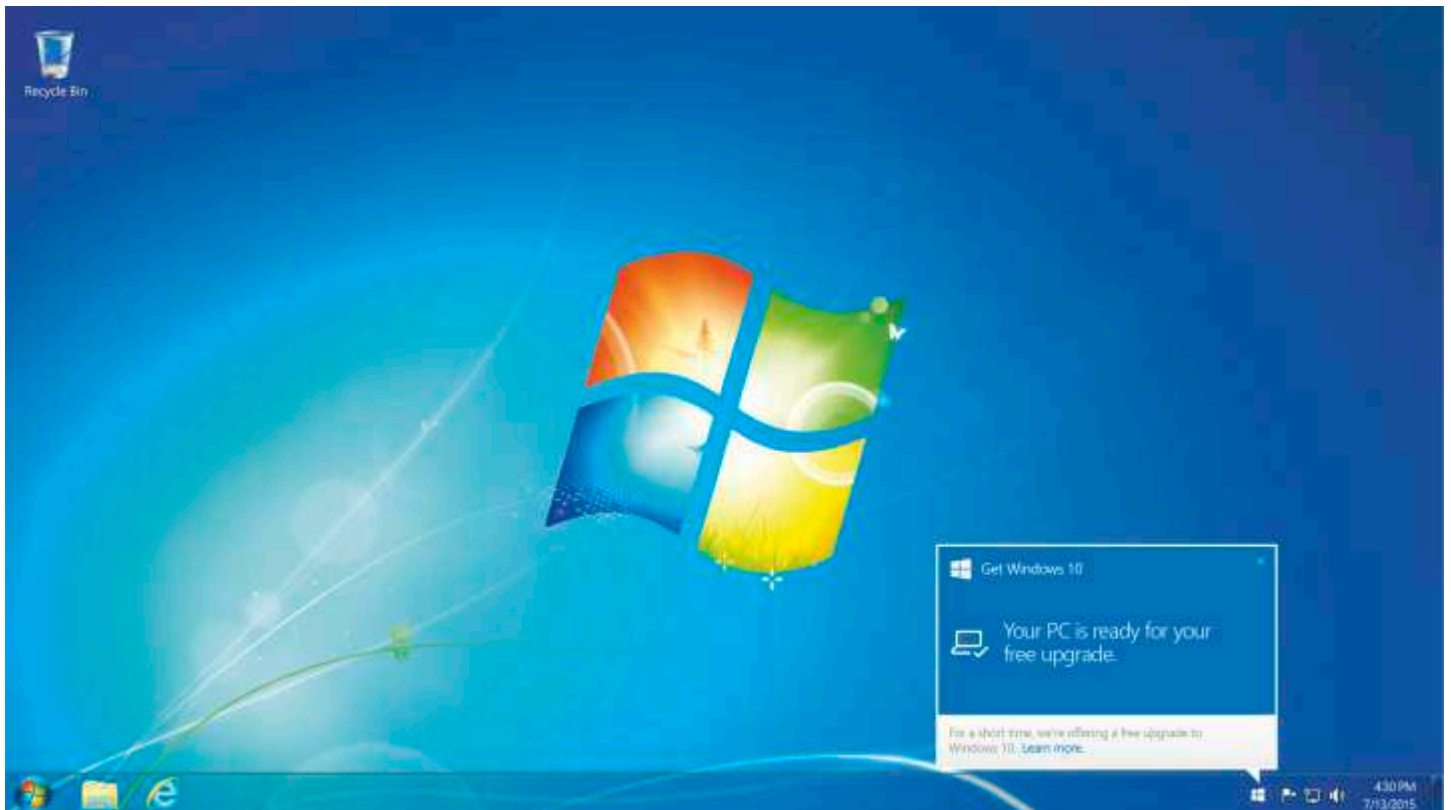 Recycle Bin
Get Windows 10
Your PC is ready for your
free upgrade.
For a short time, we're offering a free upgrade to
Windows 10. Learn more.
4:30 PM
7/13/2015